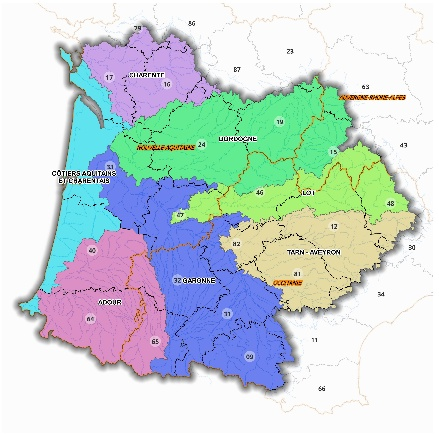 79
86
CHARENTE
17
16
87
23
63
AUVERGNE-RHONE-ALPES
19
DORDOGNE
NOUVELLE AQUITAINE
24
15
43
33
CÔTIERS AQUITAINS
ET CHARENTAIS
46
LOT
48
47
12
82
TARN - AVEYRON
30
40
81
32 GARONNE
OCCITANIE
34
ADOUR
64
31
65
09
11
66